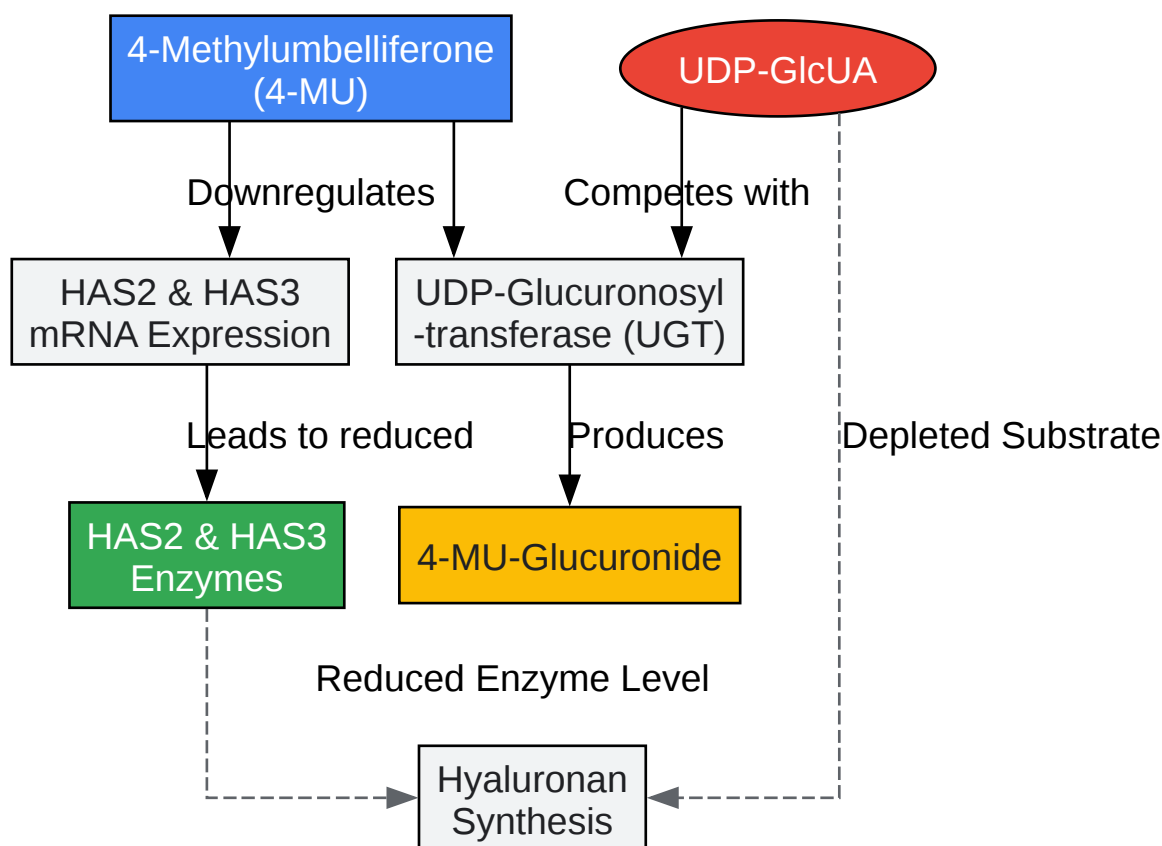 4-Methylumbelliferone
(4-MU)
UDP-GlcUA
Downregulates
Competes with
HAS2 & HAS3
mRNA Expression
UDP-Glucuronosyl
-transferase (UGT)
Leads to reduced
Produces
Depleted Substrate
HAS2 & HAS3
Enzymes
4-MU-Glucuronide
Reduced Enzyme Level
Hyaluronan
Synthesis